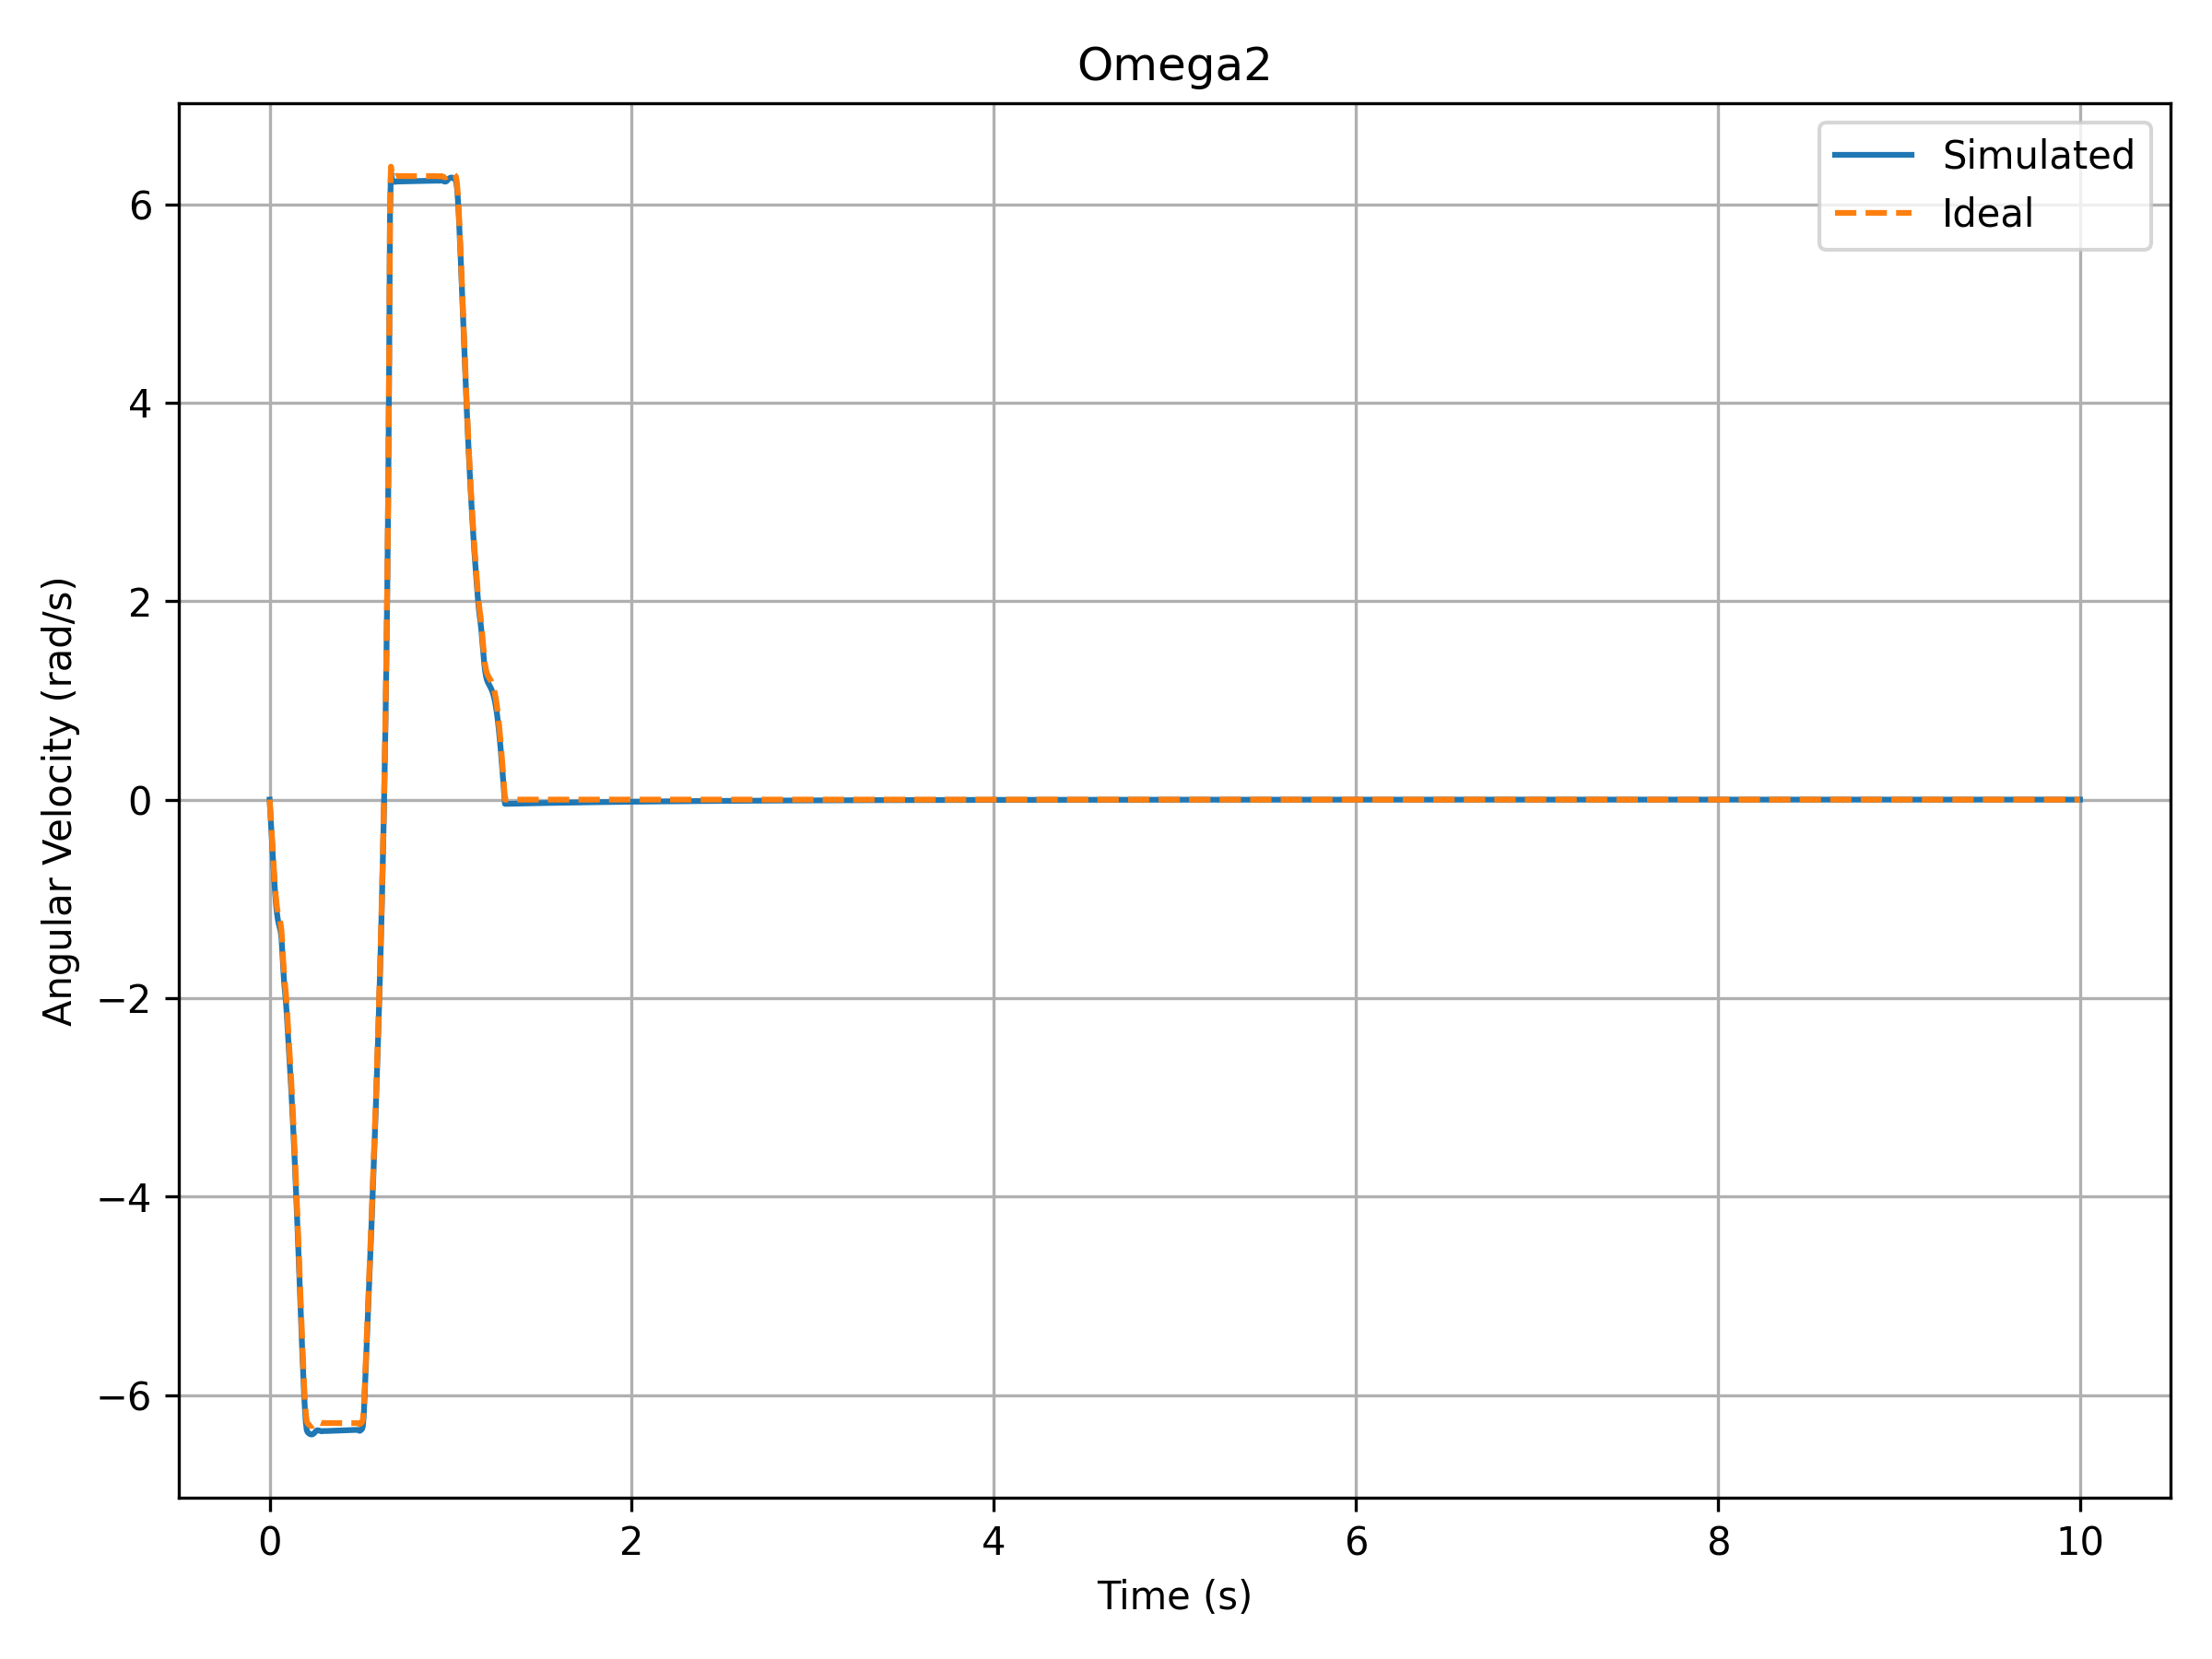 Omega2
Simulated
Ideal
Angular Velocity (rad/s)
6
4
2
0
−2
−4
−6
0 2 4 6 8 10
Time (s)